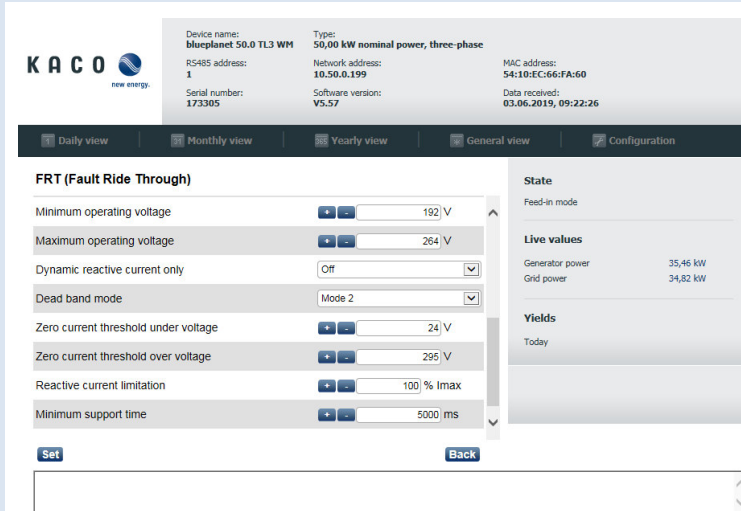 KACO
new energy.
Device name:
blueplanet 50.0 TL3 WM
Type:
50,00 kW nominal power, three-phase
RS485 address:
1
Network address:
10.50.0.199
MAC address:
54:10:EC:66:FA:60
Serial number:
173305
Software version:
V5.57
Data received:
03.06.2019, 09:22:26
1 Daily view
31 Monthly view
365 Yearly view
General view
Configuration
FRT (Fault Ride Through)
Minimum operating voltage + - 192 V
Maximum operating voltage + - 264 V
Dynamic reactive current only Off
Dead band mode Mode 2
Zero current threshold under voltage + - 24 V
Zero current threshold over voltage + - 295 V
Reactive current limitation + - 100 % Imax
Minimum support time + - 5000 ms
Set Back
State
Feed-in mode
Live values
Generator power 35,46 kW
Grid power 34,82 kW
Yields
Today